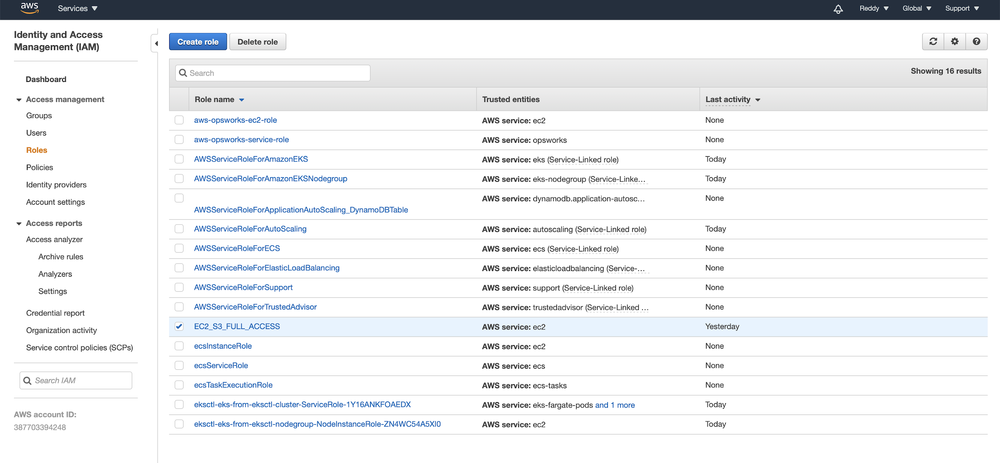 aws Services Reddy Global Support
Identity and Access
Management (IAM)
Dashboard
Access management
Groups
Users
Roles
Policies
Identity providers
Account settings
Access reports
Access analyzer
Archive rules
Analyzers
Settings
Credential report
Organization activity
Service control policies (SCPs)
Search IAM
AWS account ID:
387703394248
Create role Delete role
Search Showing 16 results
Role name Trusted entities Last activity
aws-opsworks-ec2-role AWS service: ec2 None
aws-opsworks-service-role AWS service: opsworks None
AWSServiceRoleForAmazonEKS AWS service: eks (Service-Linked role) Today
AWSServiceRoleForAmazonEKSNodegroup AWS service: eks-nodegroup (Service-Linke... Today
AWS service: dynamodb.application-autosc... None
AWSServiceRoleForApplicationAutoScaling_DynamoDBTable
AWSServiceRoleForAutoScaling AWS service: autoscaling (Service-Linked role) Today
AWSServiceRoleForECS AWS service: ecs (Service-Linked role) None
AWSServiceRoleForElasticLoadBalancing AWS service: elasticloadbalancing (Service-... None
AWSServiceRoleForSupport AWS service: support (Service-Linked role) None
AWSServiceRoleForTrustedAdvisor AWS service: trustedadvisor (Service-Linked ... None
EC2_S3_FULL_ACCESS AWS service: ec2 Yesterday
ecsInstanceRole AWS service: ec2 None
ecsServiceRole AWS service: ecs None
ecsTaskExecutionRole AWS service: ecs-tasks None
eksctl-eks-from-eksctl-cluster-ServiceRole-1Y16ANKFOAEDX AWS service: eks-fargate-pods and 1 more Today
eksctl-eks-from-eksctl-nodegroup-NodeInstanceRole-ZN4WC54A5XI0 AWS service: ec2 Today